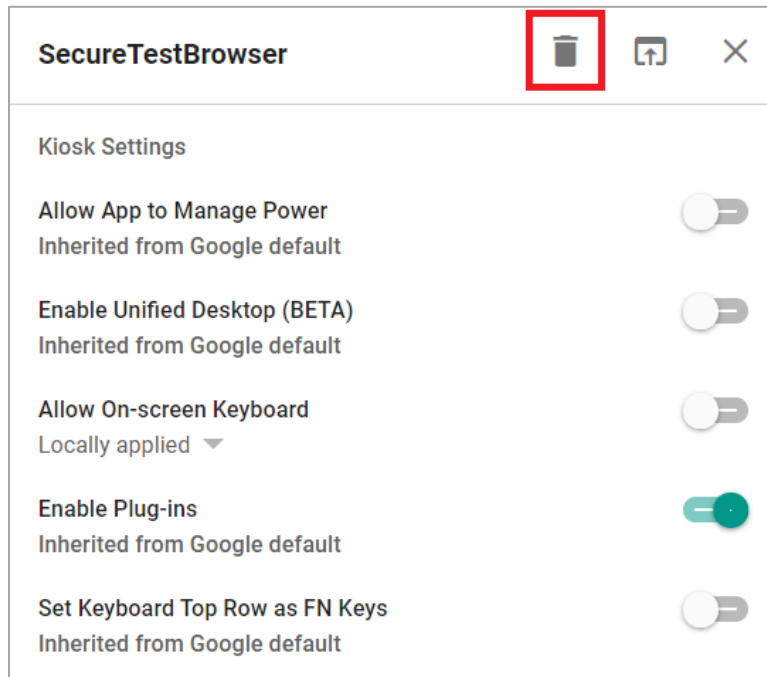 SecureTestBrowser
Kiosk Settings
Allow App to Manage Power
Inherited from Google default
Enable Unified Desktop (BETA)
Inherited from Google default
Allow On-screen Keyboard
Locally applied
Enable Plug-ins
Inherited from Google default
Set Keyboard Top Row as FN Keys
Inherited from Google default